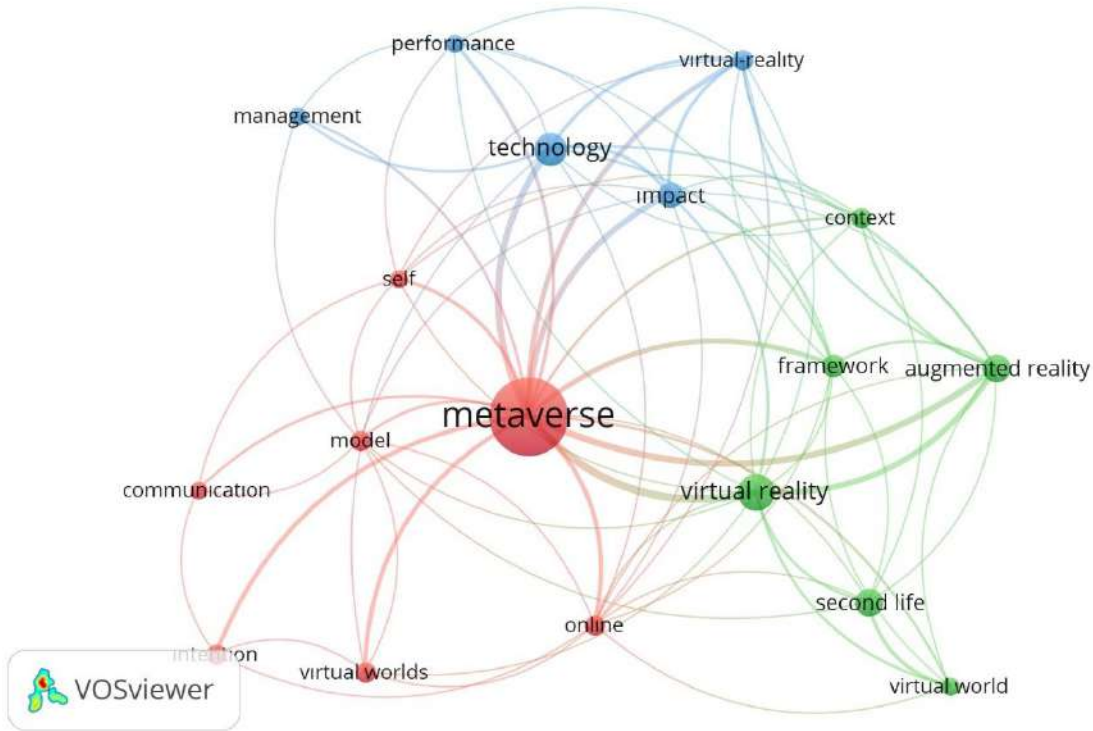 performance
virtual-reality
management
technology
impact
context
self
framework
augmented reality
metaverse
model
communication
virtual reality
second life
online
intention
virtual worlds
virtual world
VOSviewer